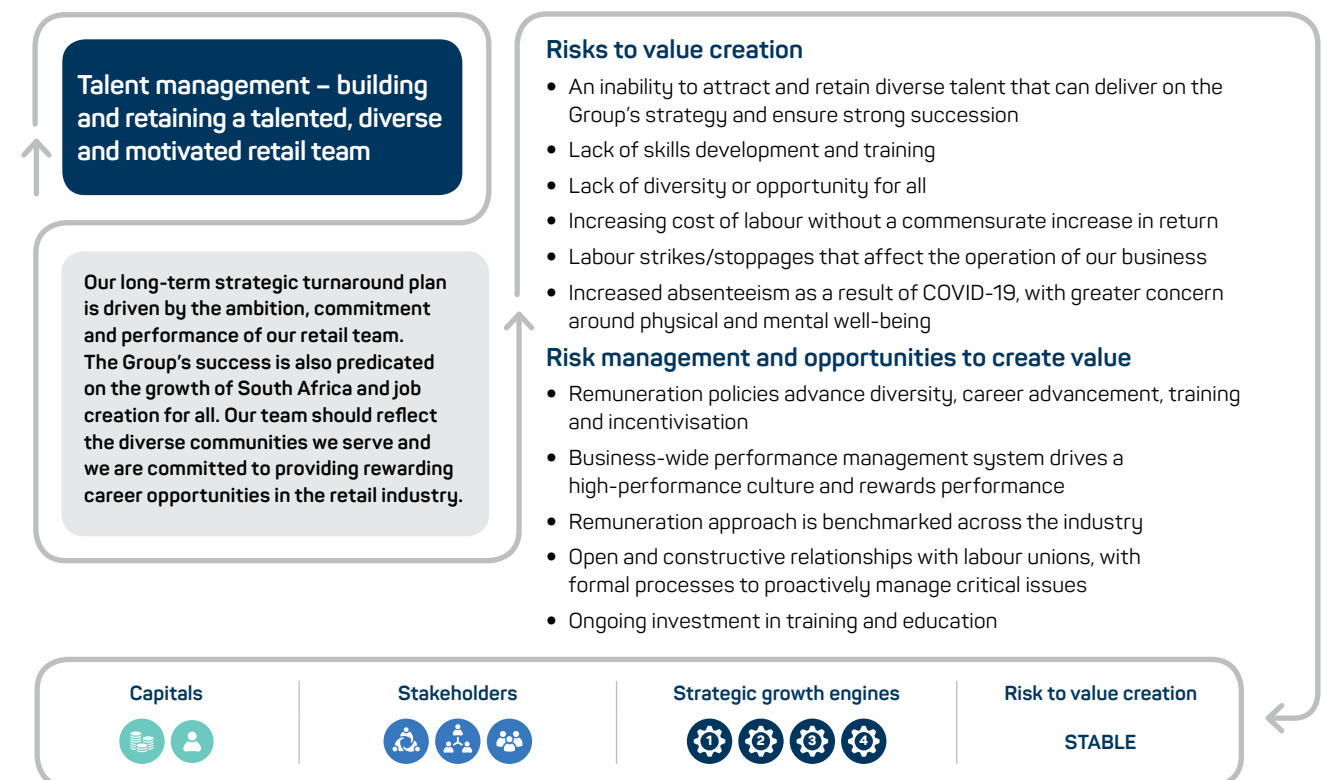 Talent management – building
and retaining a talented, diverse
and motivated retail team
Our long-term strategic turnaround plan
is driven by the ambition, commitment
and performance of our retail team.
The Group's success is also predicated
on the growth of South Africa and job
creation for all. Our team should reflect
the diverse communities we serve and
we are committed to providing rewarding
career opportunities in the retail industry.
Risks to value creation
• An inability to attract and retain diverse talent that can deliver on the
Group's strategy and ensure strong succession
• Lack of skills development and training
• Lack of diversity or opportunity for all
• Increasing cost of labour without a commensurate increase in return
• Labour strikes/stoppages that affect the operation of our business
• Increased absenteeism as a result of COVID-19, with greater concern
around physical and mental well-being
Risk management and opportunities to create value
• Remuneration policies advance diversity, career advancement, training
and incentivisation
• Business-wide performance management system drives a
high-performance culture and rewards performance
• Remuneration approach is benchmarked across the industry
• Open and constructive relationships with labour unions, with
formal processes to proactively manage critical issues
• Ongoing investment in training and education
Capitals
Stakeholders
Strategic growth engines
1 2 3 4
Risk to value creation
STABLE